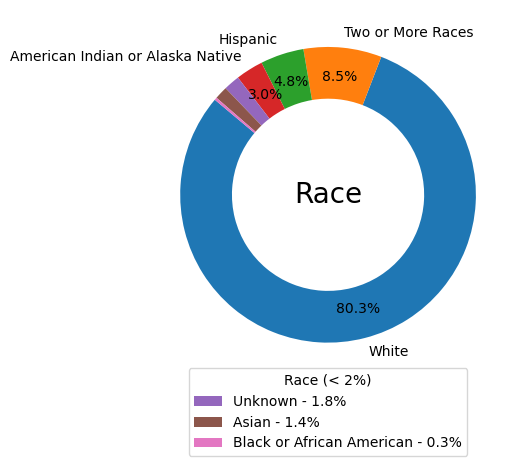 Two or More Races
Hispanic
American Indian or Alaska Native
8.5%
4.8%
3.0%
Race
80.3%
White
Race (< 2%)
Unknown - 1.8%
Asian - 1.4%
Black or African American - 0.3%